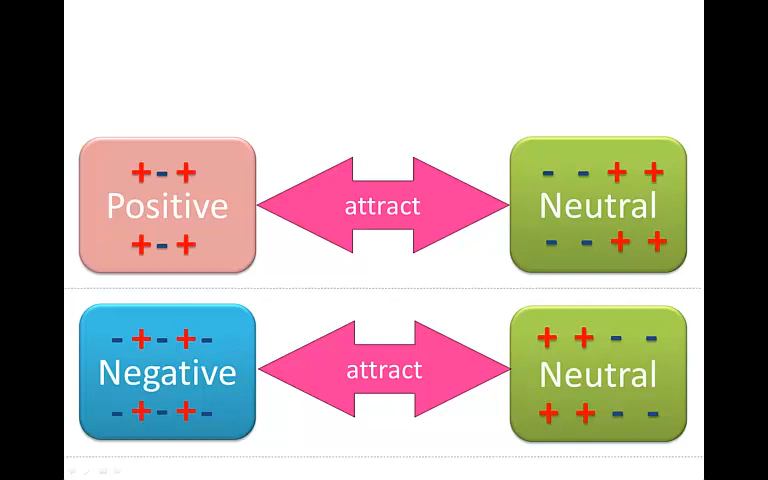 + - +
Positive
+ - +
attract
- - + +
Neutral
- - + +
- + - + -
Negative
- + - + -
attract
+ + - -
Neutral
+ + - -